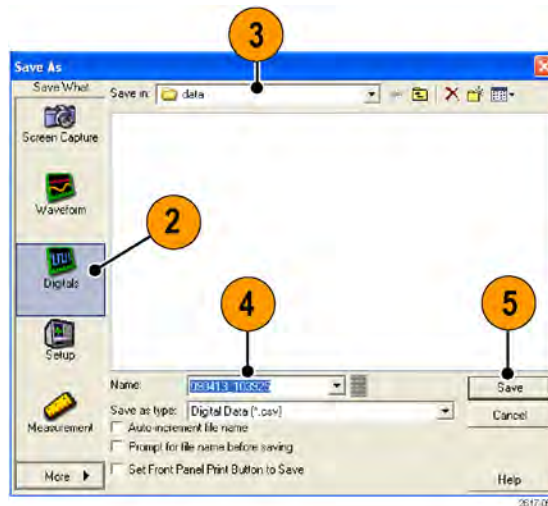 3
Save As
Save What
Save in: data
Screen Capture
Waveform
2
Digitals
4
5
Setup
Name: 090413_103925
Save
Save as type: Digital Data (*.csv)
Cancel
Measurement
Auto-increment file name
Prompt for file name before saving
More
Set Front Panel Print Button to Save
Help